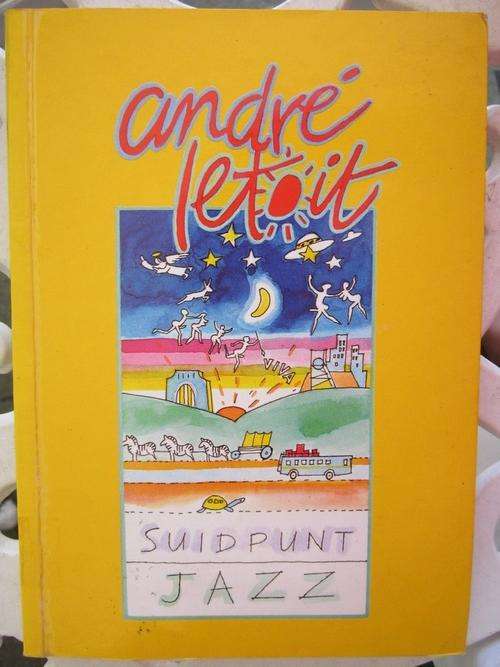 andré
letoit
VIVA
SUIDPUNT
JAZZ